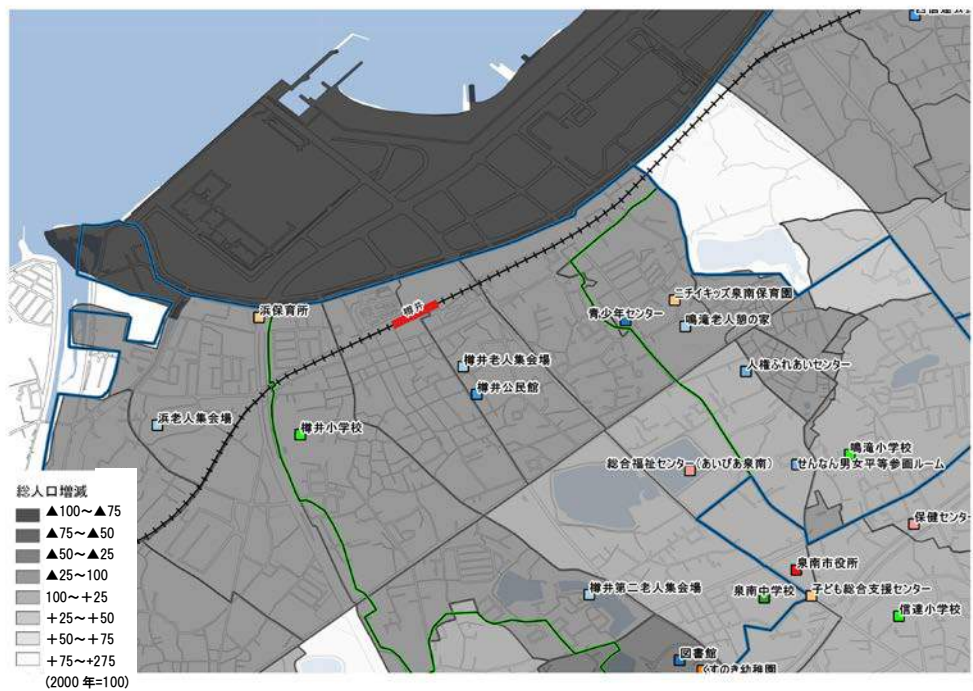 浜保育所
樽井
ニチイキッズ泉南保育園
青少年センター
鳴滝老人憩の家
樽井老人集会場
人権ふれあいセンター
樽井公民館
浜老人集会場
樽井小学校
鳴滝小学校
総合福祉センター(あいぴあ泉南)
せんなん男女平等参画ルーム
保健センタ
泉南市役所
樽井第二老人集会場
泉南中学校
子ども総合支援センター
信達小学校
図書館
くすのき幼稚園
総人口増減
▲100～▲75
▲75～▲50
▲50～▲25
▲25～100
100～+25
+25～+50
+50～+75
+75～+275
(2000年=100)